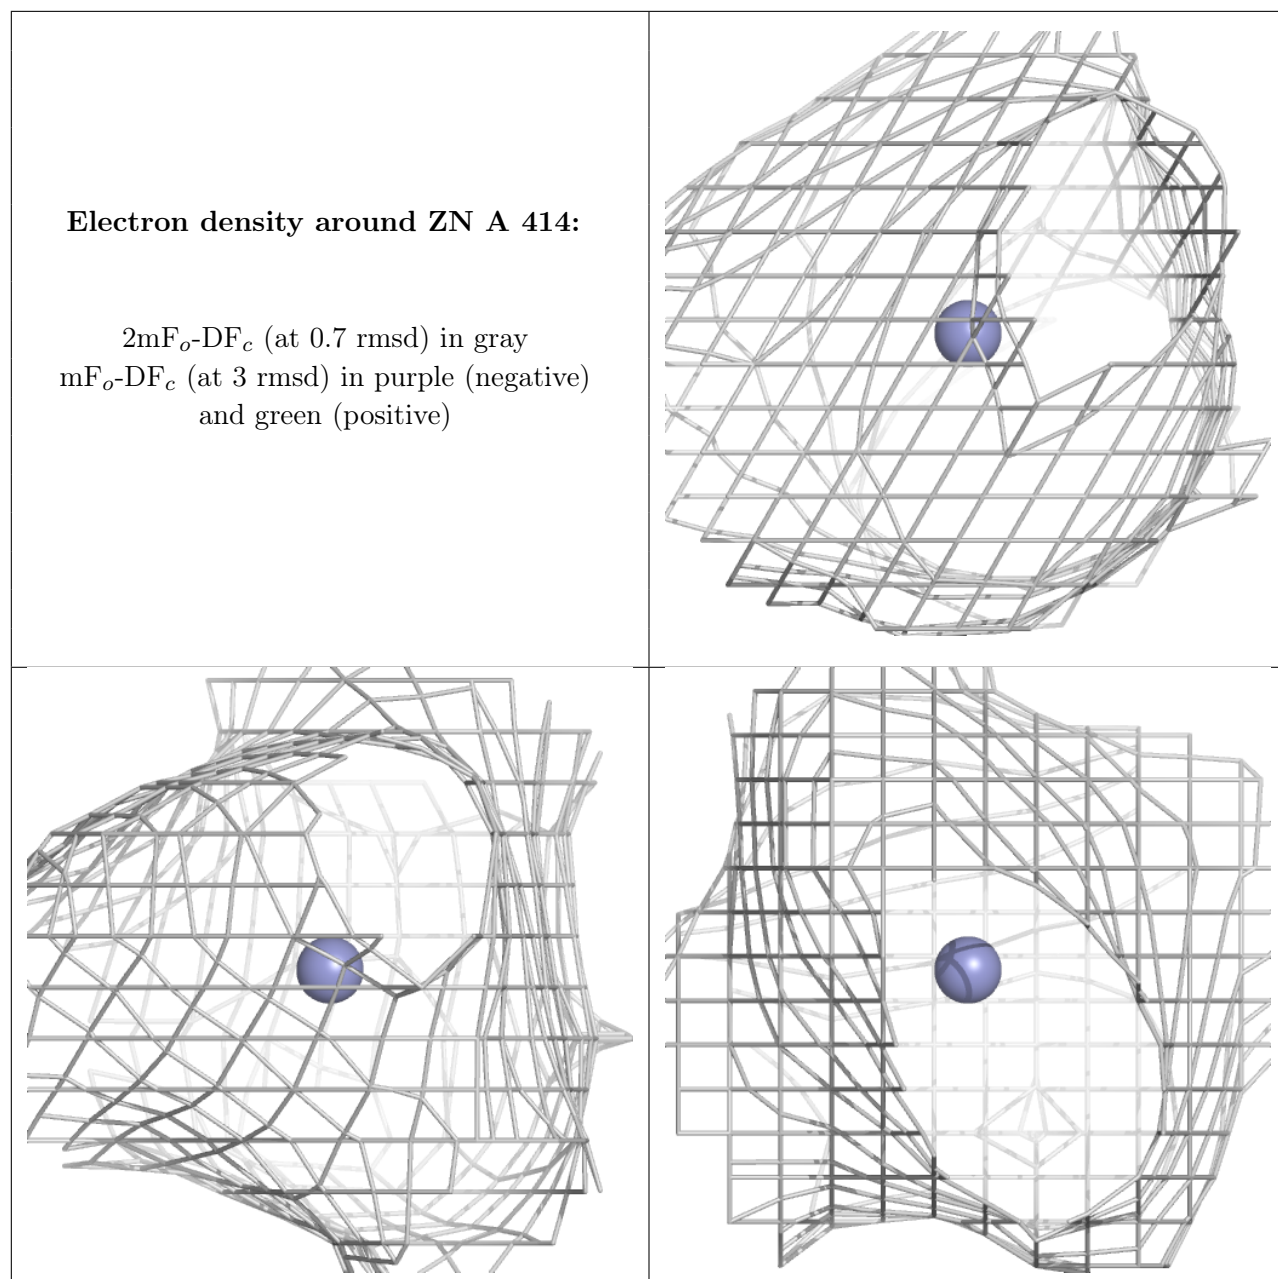 Electron density around ZN A 414:
2mFo-DFc (at 0.7 rmsd) in gray
mFo-DFc (at 3 rmsd) in purple (negative)
and green (positive)